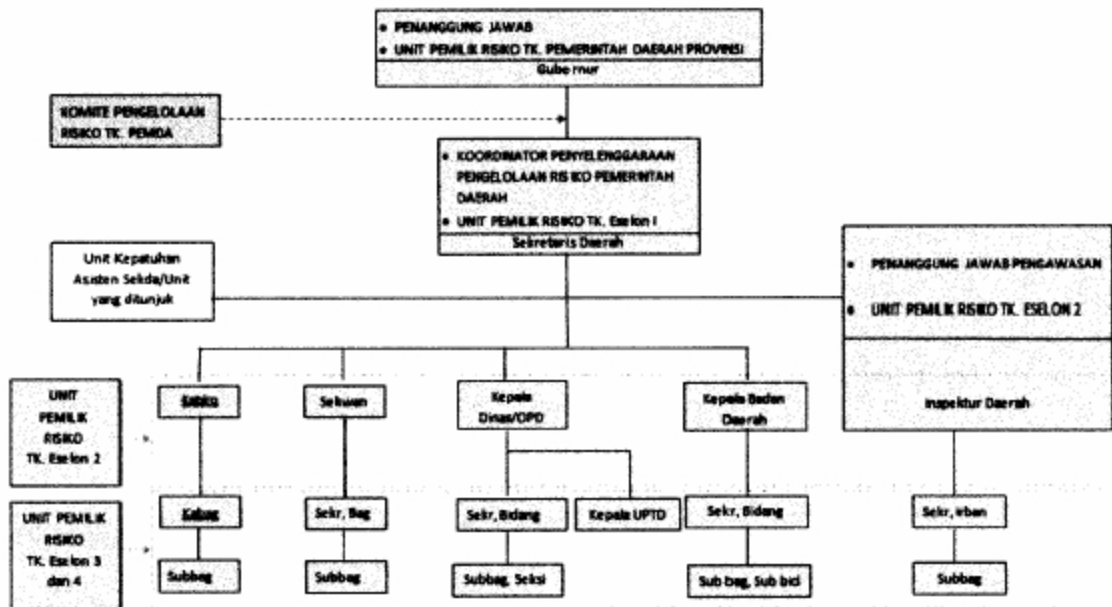 • PENANGGUNG JAWAB
• UNIT PEMILIK RISIKO TK. PEMERINTAH DAERAH PROVINSI
Gubernur
KOMITE PENGELOLAAN
RISIKO TK. PEMDA
• KOORDINATOR PENYELENGGARAAN
PENGELOLAAN RISIKO PEMERINTAH
DAERAH
• UNIT PEMILIK RISIKO TK. Eselon I
Sekretaris Daerah
Unit Kepatuhan
Asisten Sekda/Unit
yang ditunjuk
• PENANGGUNG JAWAB PENGAWASAN
• UNIT PEMILIK RISIKO TK. ESELON 2
Inspektur Daerah
UNIT
PEMILIK
RISIKO
TK. Eselon 2
Sekwan
Kepala
Dinas/OPD
Kepala Badan
Daerah
UNIT PEMILIK
RISIKO
TK. Eselon 3
dan 4
Kabag
Sekr, Bag
Sekr, Bidang
Kepala UPTD
Sekr, Bidang
Sekr, Irban
Subbag
Subbag
Subbag, Seksi
Sub bag, Sub bid
Subbag